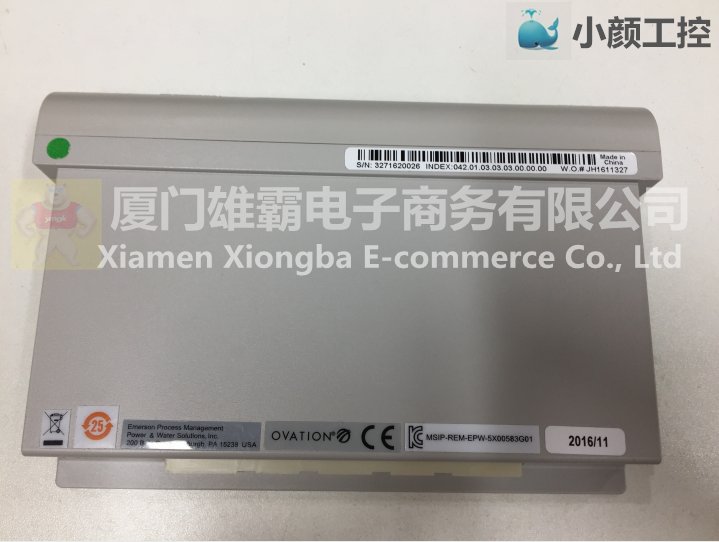 小颜工控
Made in
China
S/N: 3271620026 INDEX:042.01.03.03.03.00.00.00 W.O.#JH1611327
厦门雄霸电子商务有限公司
Xiamen Xiongba E-commerce Co., Ltd
25
Emerson Process Management
Power & Water Solutions, Inc.
200 B PA 15238 USA
OVATION
CE
MSIP-REM-EPW-5X00583G01
2016/11